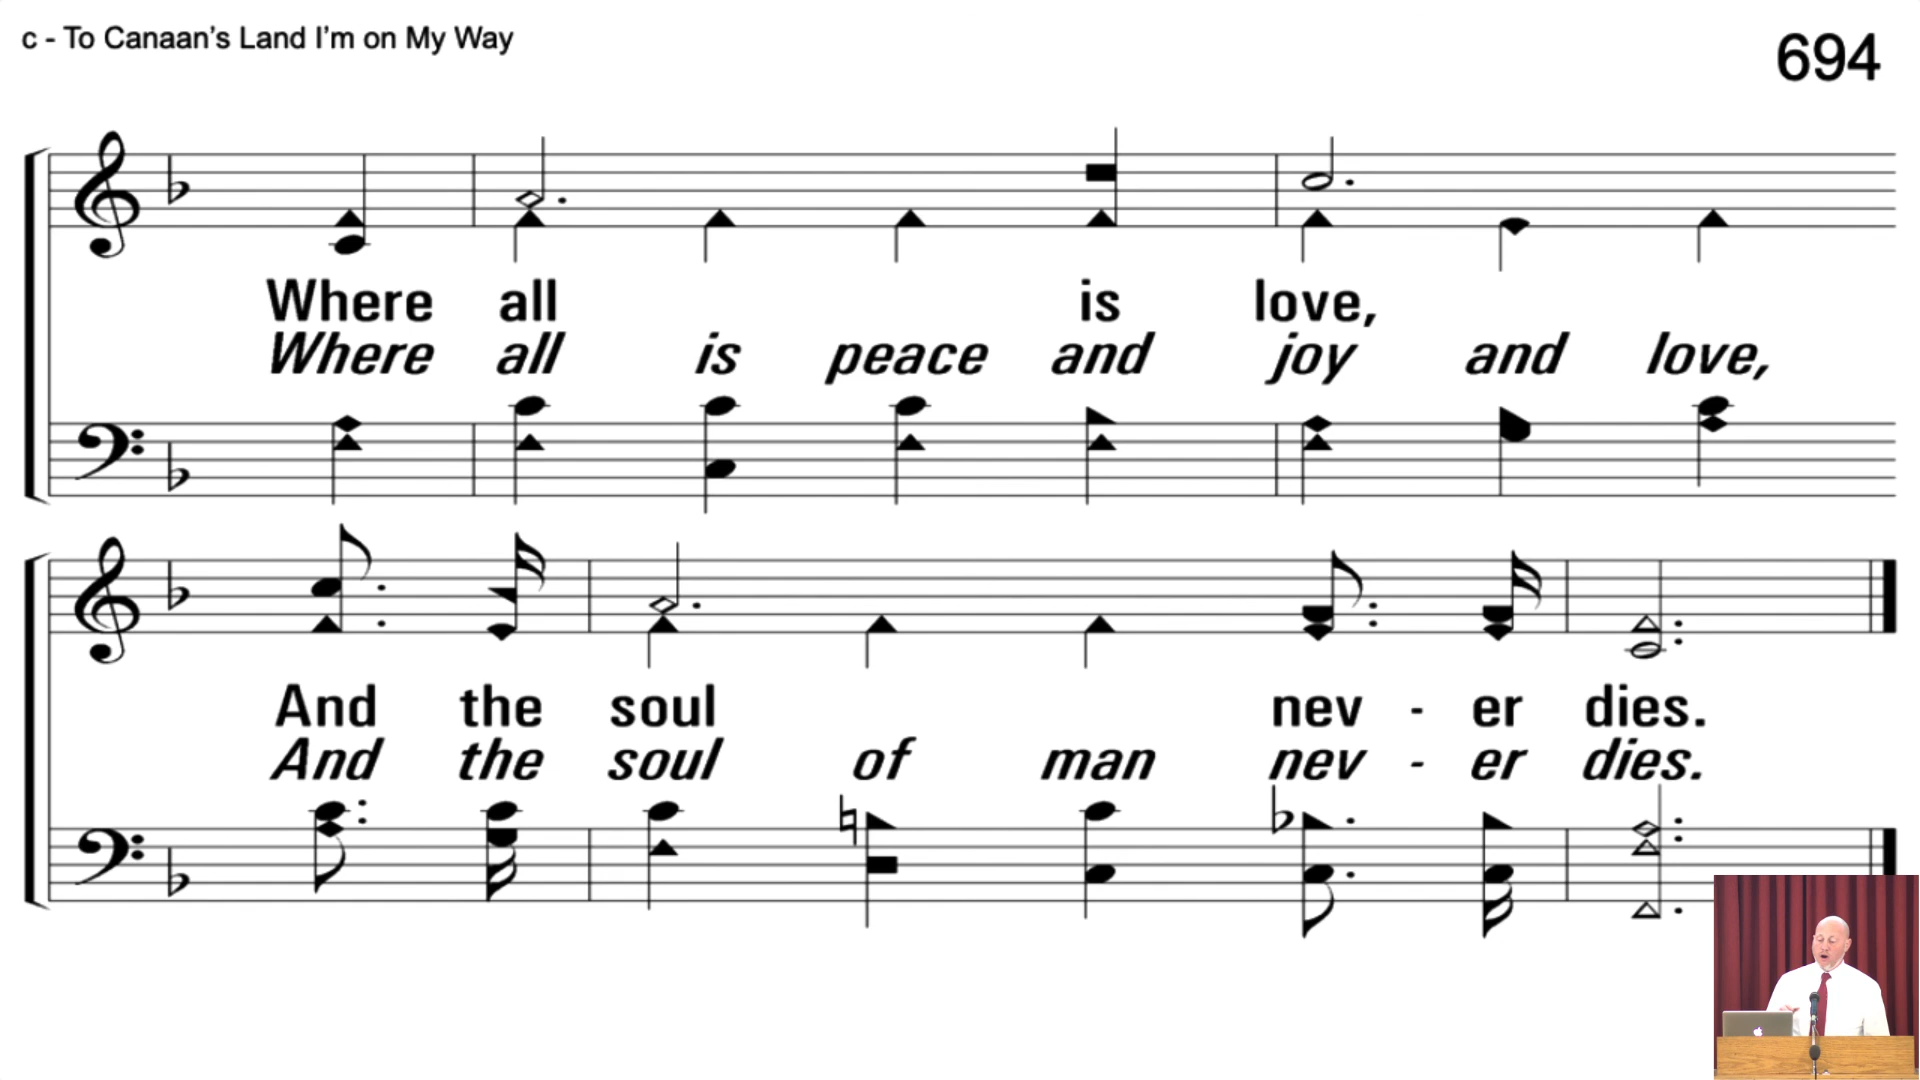 c - To Canaan’s Land I’m on My Way
694
Where all is love,
Where all is peace and joy and love,
And the soul nev - er dies.
And the soul of man nev - er dies.